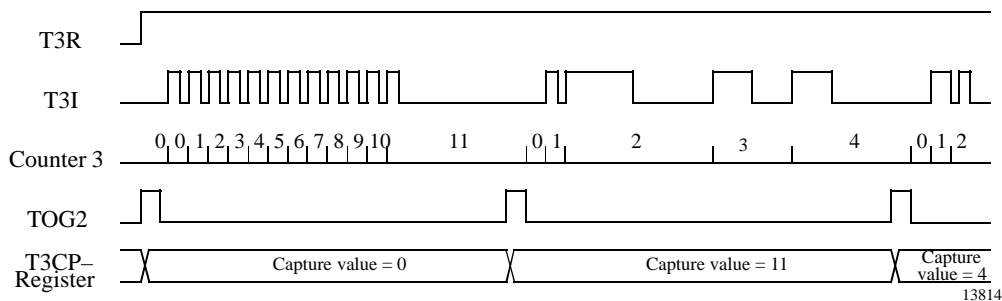 T3R
T3I
Counter 3
0 0 1 2 3 4 5 6 7 8 9 10 11 0 1 2 3 4 0 1 2
TOG2
T3CP–
Register
Capture value = 0
Capture value = 11
Capture
value = 4
13814